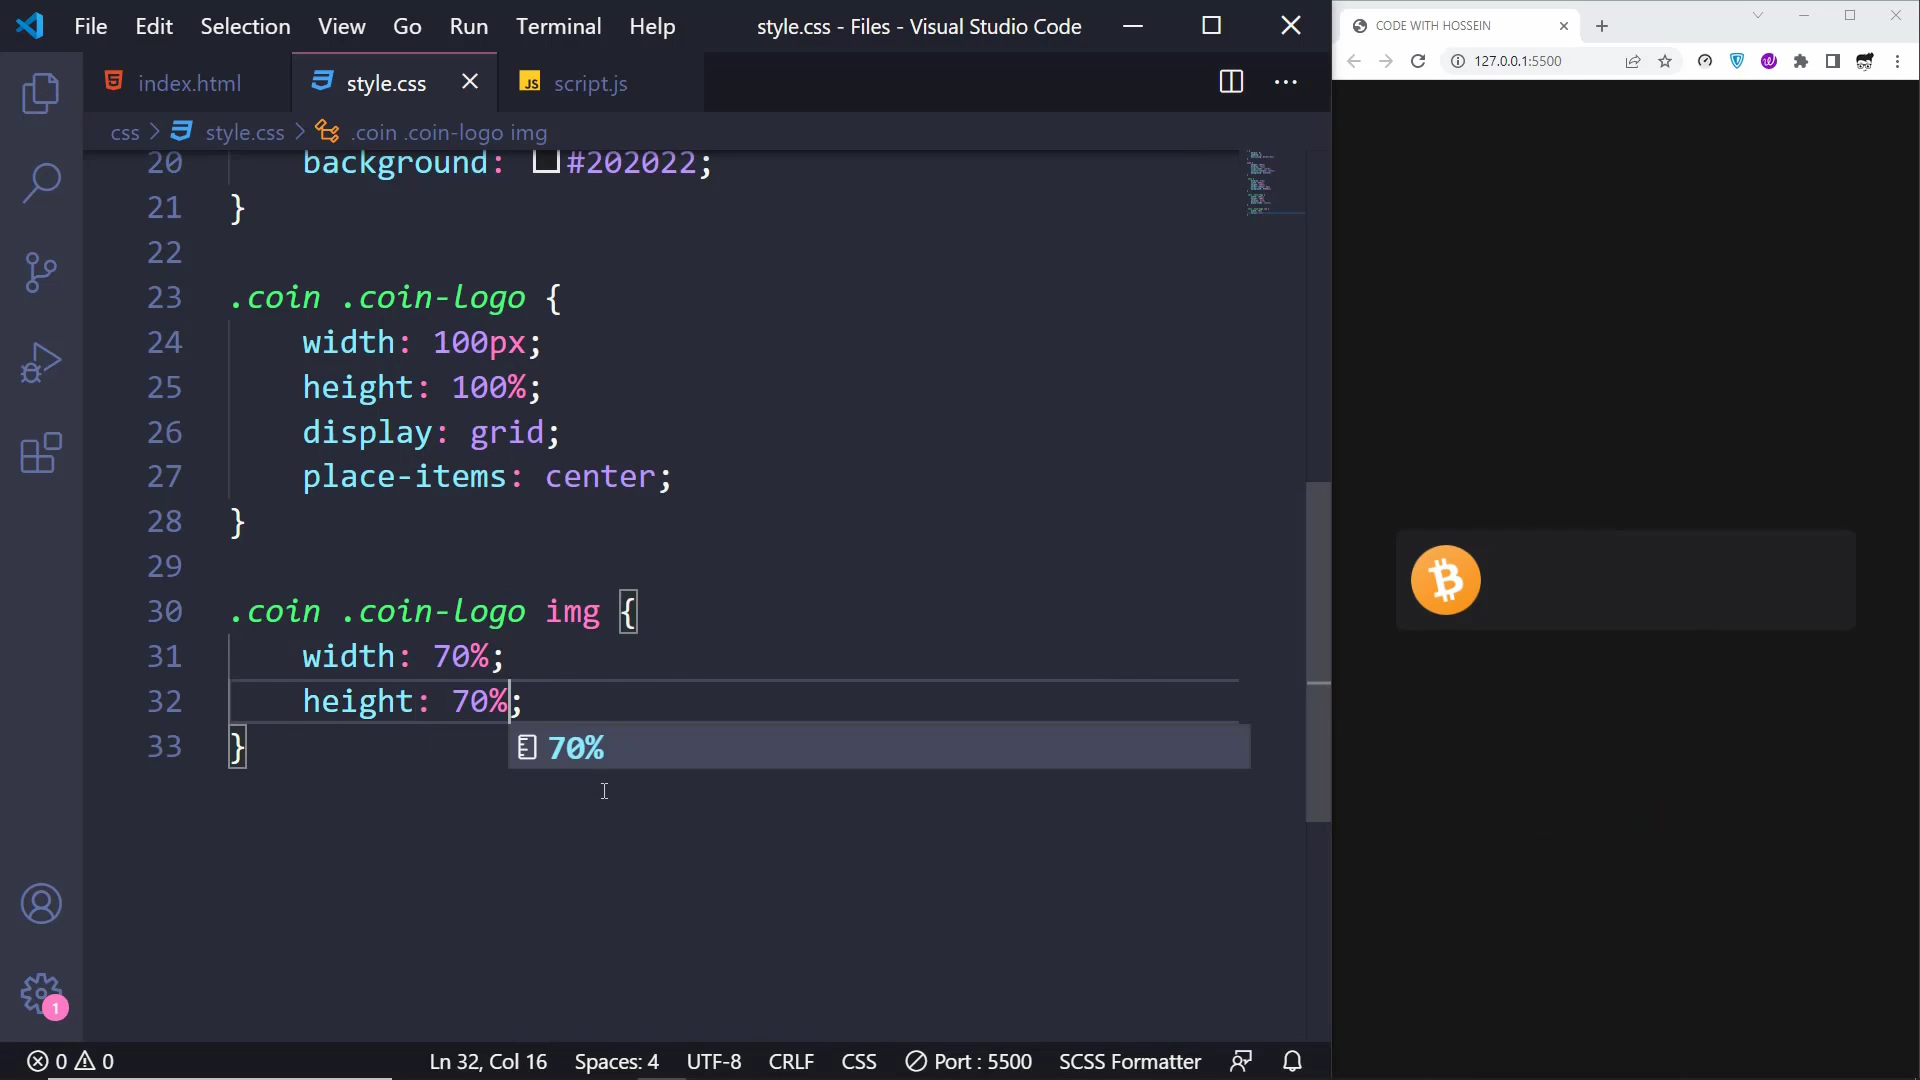 File Edit Selection View Go Run Terminal Help
style.css - Files - Visual Studio Code
index.html
style.css
JS script.js
css > style.css > .coin .coin-logo img
20 background: #202022;
21 }
22
23 .coin .coin-logo {
24 width: 100px;
25 height: 100%;
26 display: grid;
27 place-items: center;
28 }
29
30 .coin .coin-logo img {
31 width: 70%;
32 height: 70%;
33 }
70%
1
0 0
Ln 32, Col 16 Spaces: 4 UTF-8 CRLF CSS Port : 5500 SCSS Formatter
CODE WITH HOSSEIN
127.0.0.1:5500